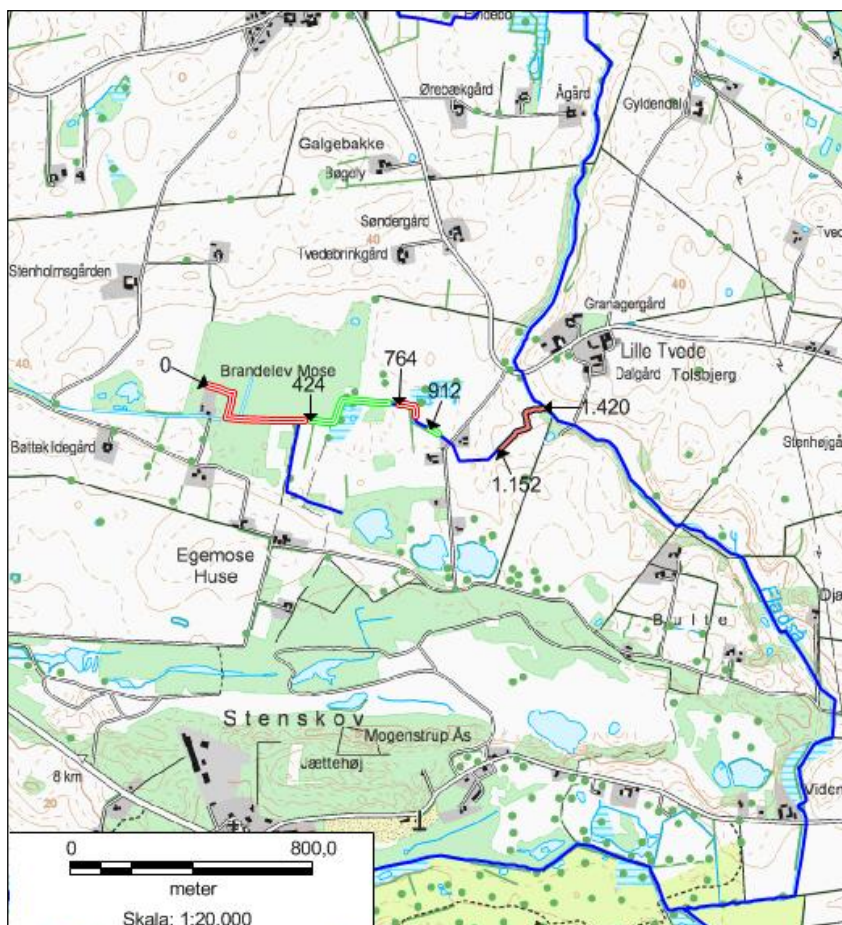 Ørebækgård
Ågård
Gyldendal
Galgebakke
Bøgely
Søndergård
40
Tvedebrinkgård
Stenholmsgården
40
Granagergård
Lille Tvede
Dalgård
Tolsbjerg
0
Brandelev Mose
764
424
912
1.420
Bøttekildegård
1.152
Egemose
Huse
Bulte
Stenskov
Mogenstrup Ås
Jættehøj
8 km
20
0
800,0
meter
Skala: 1:20.000